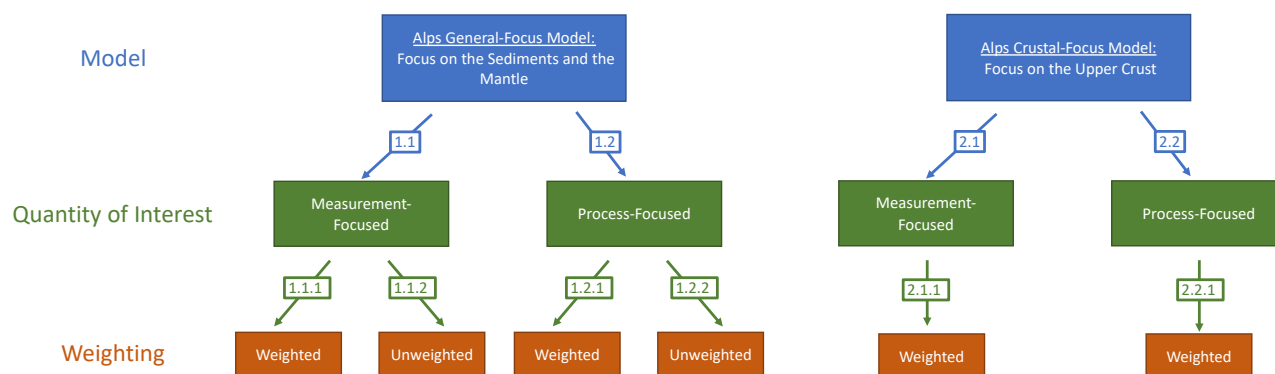 Model
Alps General-Focus Model:
Focus on the Sediments and the
Mantle
Alps Crustal-Focus Model:
Focus on the Upper Crust
1.1
1.2
2.1
2.2
Quantity of Interest
Measurement-
Focused
Process-Focused
Measurement-
Focused
Process-Focused
1.1.1
1.1.2
1.2.1
1.2.2
2.1.1
2.2.1
Weighting
Weighted
Unweighted
Weighted
Unweighted
Weighted
Weighted